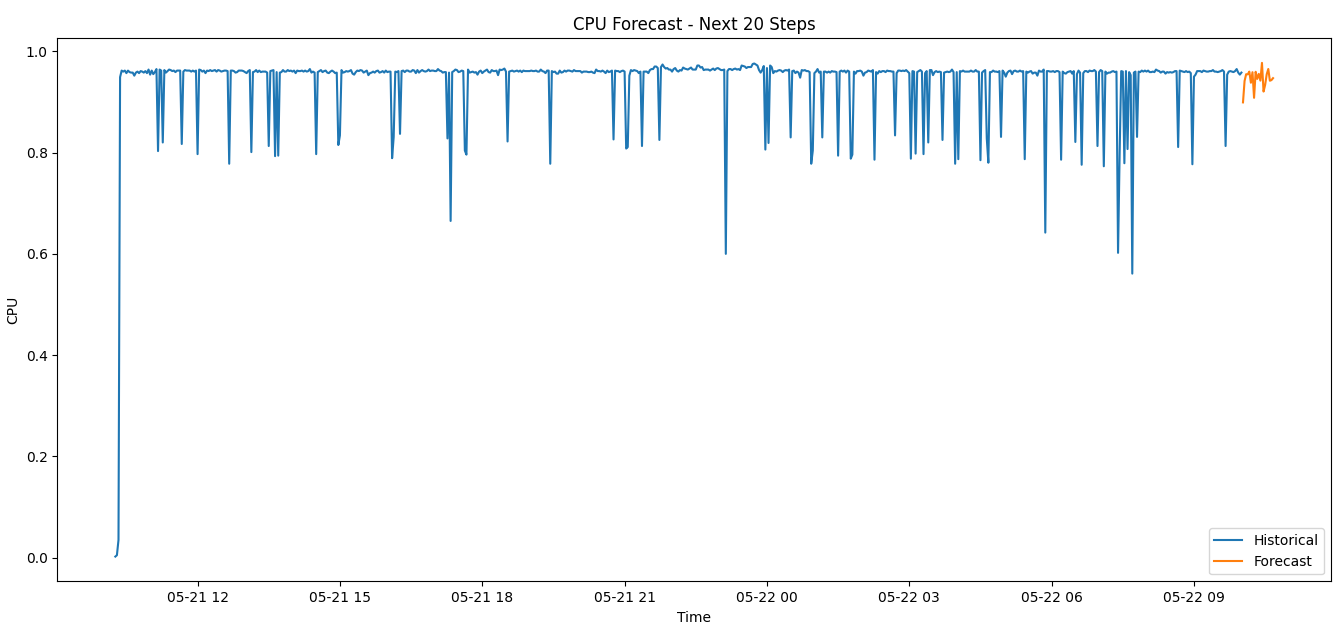 CPU Forecast - Next 20 Steps
1.0
0.8
0.6
0.4
0.2
0.0
CPU
05-21 12
05-21 15
05-21 18
05-21 21
05-22 00
05-22 03
05-22 06
05-22 09
Time
Historical
Forecast